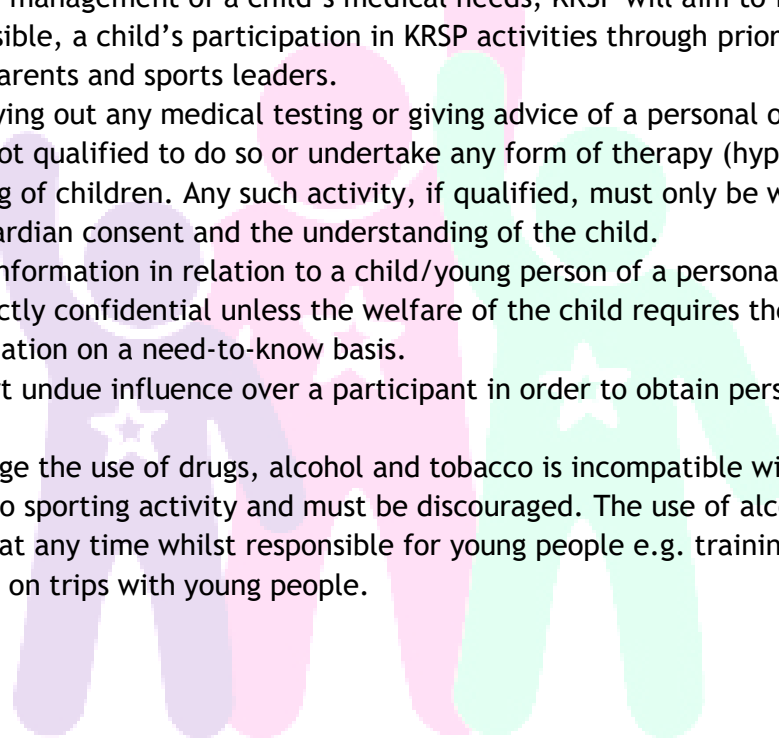 management of a child's medical needs, KRSP will aim to
sible, a child's participation in KRSP activities through prior
arents and sports leaders.
ying out any medical testing or giving advice of a personal o
ot qualified to do so or undertake any form of therapy (hyp
g of children. Any such activity, if qualified, must only be w
ardian consent and the understanding of the child.
nformation in relation to a child/young person of a persona
ctly confidential unless the welfare of the child requires the
ation on a need-to-know basis.
t undue influence over a participant in order to obtain pers
ge the use of drugs, alcohol and tobacco is incompatible wi
o sporting activity and must be discouraged. The use of alc
at any time whilst responsible for young people e.g. training
on trips with young people.